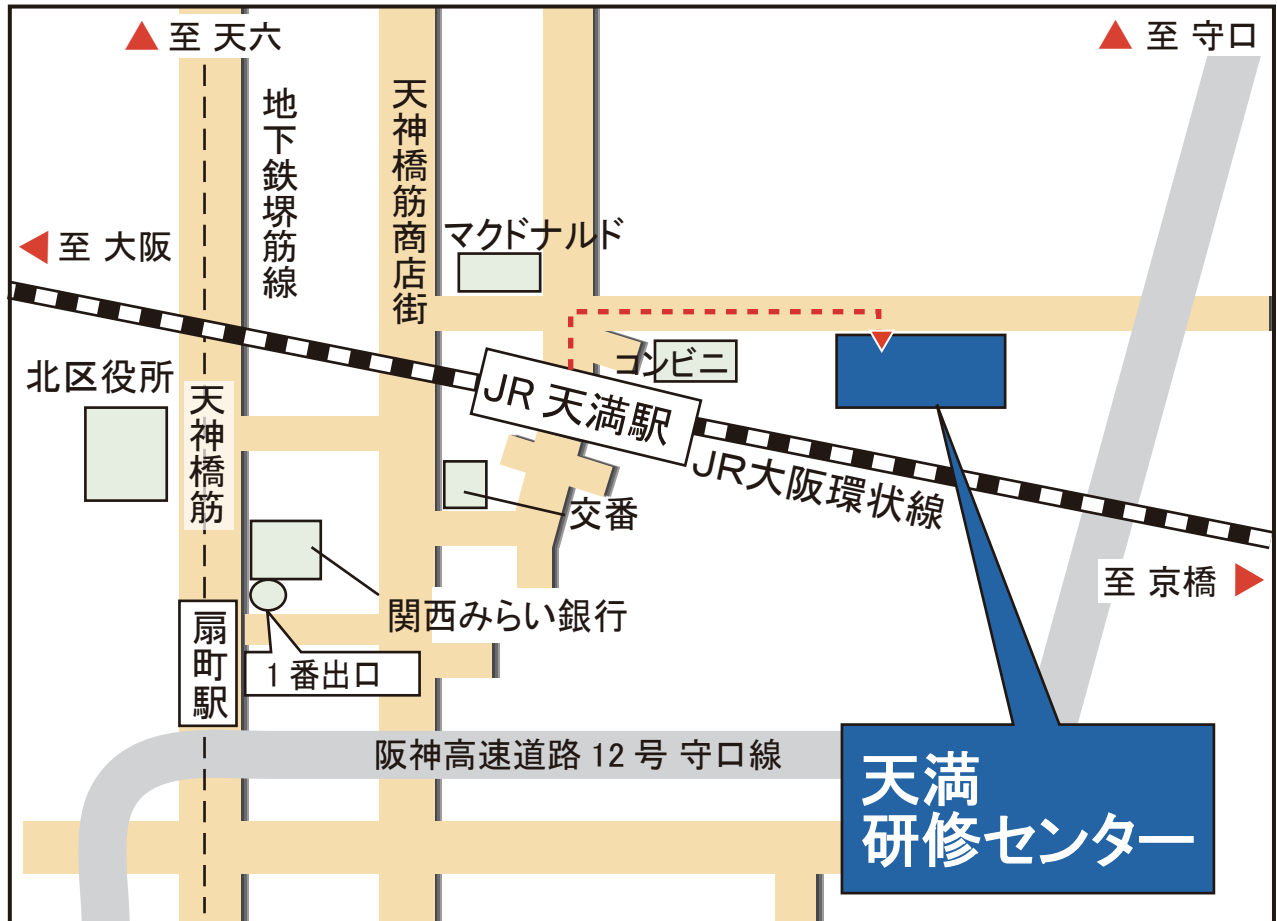 至 天六
至 守口
地下鉄堺筋線
天神橋筋商店街
マクドナルド
至 大阪
北区役所
コンビニ
JR 天満駅
天神橋筋
JR大阪環状線
交番
至 京橋
関西みらい銀行
扇町駅
1 番出口
阪神高速道路 12 号 守口線
天満
研修センター